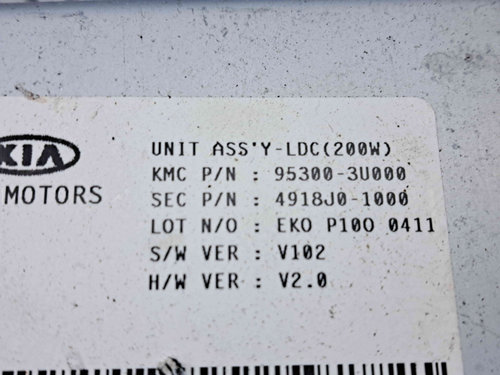 KIA
MOTORS
UNIT ASS'Y-LDC(200W)
KMC P/N : 95300-3U000
SEC P/N : 4918J0-1000
LOT N/O : EKO P100 0411
S/W VER : V102
H/W VER : V2.0